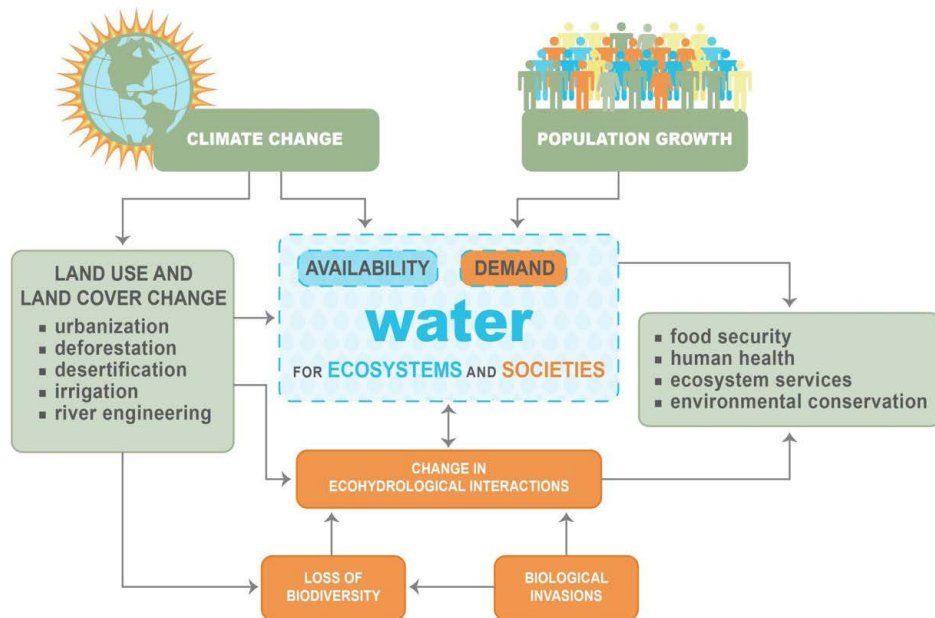 CLIMATE CHANGE
POPULATION GROWTH
LAND USE AND
LAND COVER CHANGE
▪ urbanization
▪ deforestation
▪ desertification
▪ irrigation
▪ river engineering
AVAILABILITY
DEMAND
water
FOR ECOSYSTEMS AND SOCIETIES
▪ food security
▪ human health
▪ ecosystem services
▪ environmental conservation
CHANGE IN
ECOHYDROLOGICAL INTERACTIONS
LOSS OF
BIODIVERSITY
BIOLOGICAL
INVASIONS